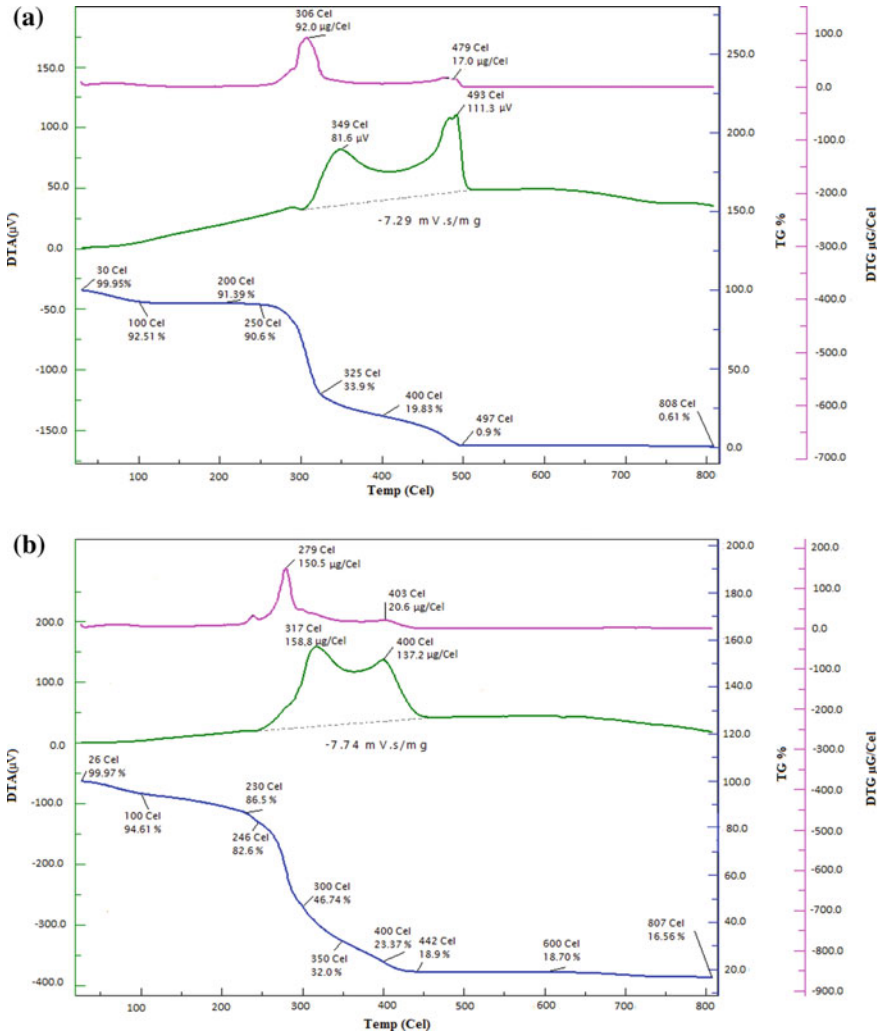 (a)
306 Cel
92.0 µg/Cel
479 Cel
17.0 µg/Cel
493 Cel
111.3 µV
349 Cel
81.6 µV
-7.29 mV.s/mg
30 Cel
99.95%
100 Cel
92.51 %
200 Cel
91.39 %
250 Cel
90.6 %
325 Cel
33.9 %
400 Cel
19.83 %
497 Cel
0.9 %
808 Cel
0.61 %
150.0
100.0
50.0
0.0
-50.0
-100.0
-150.0
DTA(µV)
250.0
200.0
150.0
100.0
50.0
0.0
TG %
100.0
0.0
-100.0
-200.0
-300.0
-400.0
-500.0
-600.0
-700.0
DTG µG/Cel
100 200 300 400 500 600 700 800
Temp (Cel)
(b)
279 Cel
150.5 µg/Cel
403 Cel
20.6 µg/Cel
317 Cel
158.8 µg/Cel
400 Cel
137.2 µg/Cel
-7.74 mV.s/mg
26 Cel
99.97 %
100 Cel
94.61 %
230 Cel
86.5 %
246 Cel
82.6 %
300 Cel
46.74 %
350 Cel
32.0 %
400 Cel
23.37 %
442 Cel
18.9 %
600 Cel
18.70 %
807 Cel
16.56 %
200.0
100.0
0.0
-100.0
-200.0
-300.0
-400.0
DTA(µV)
200.0
180.0
160.0
140.0
120.0
100.0
80.0
60.0
40.0
20.0
TG %
200.0
100.0
0.0
-100.0
-200.0
-300.0
-400.0
-500.0
-600.0
-700.0
-800.0
-900.0
DTG µG/Cel
100 200 300 400 500 600 700 800
Temp (Cel)